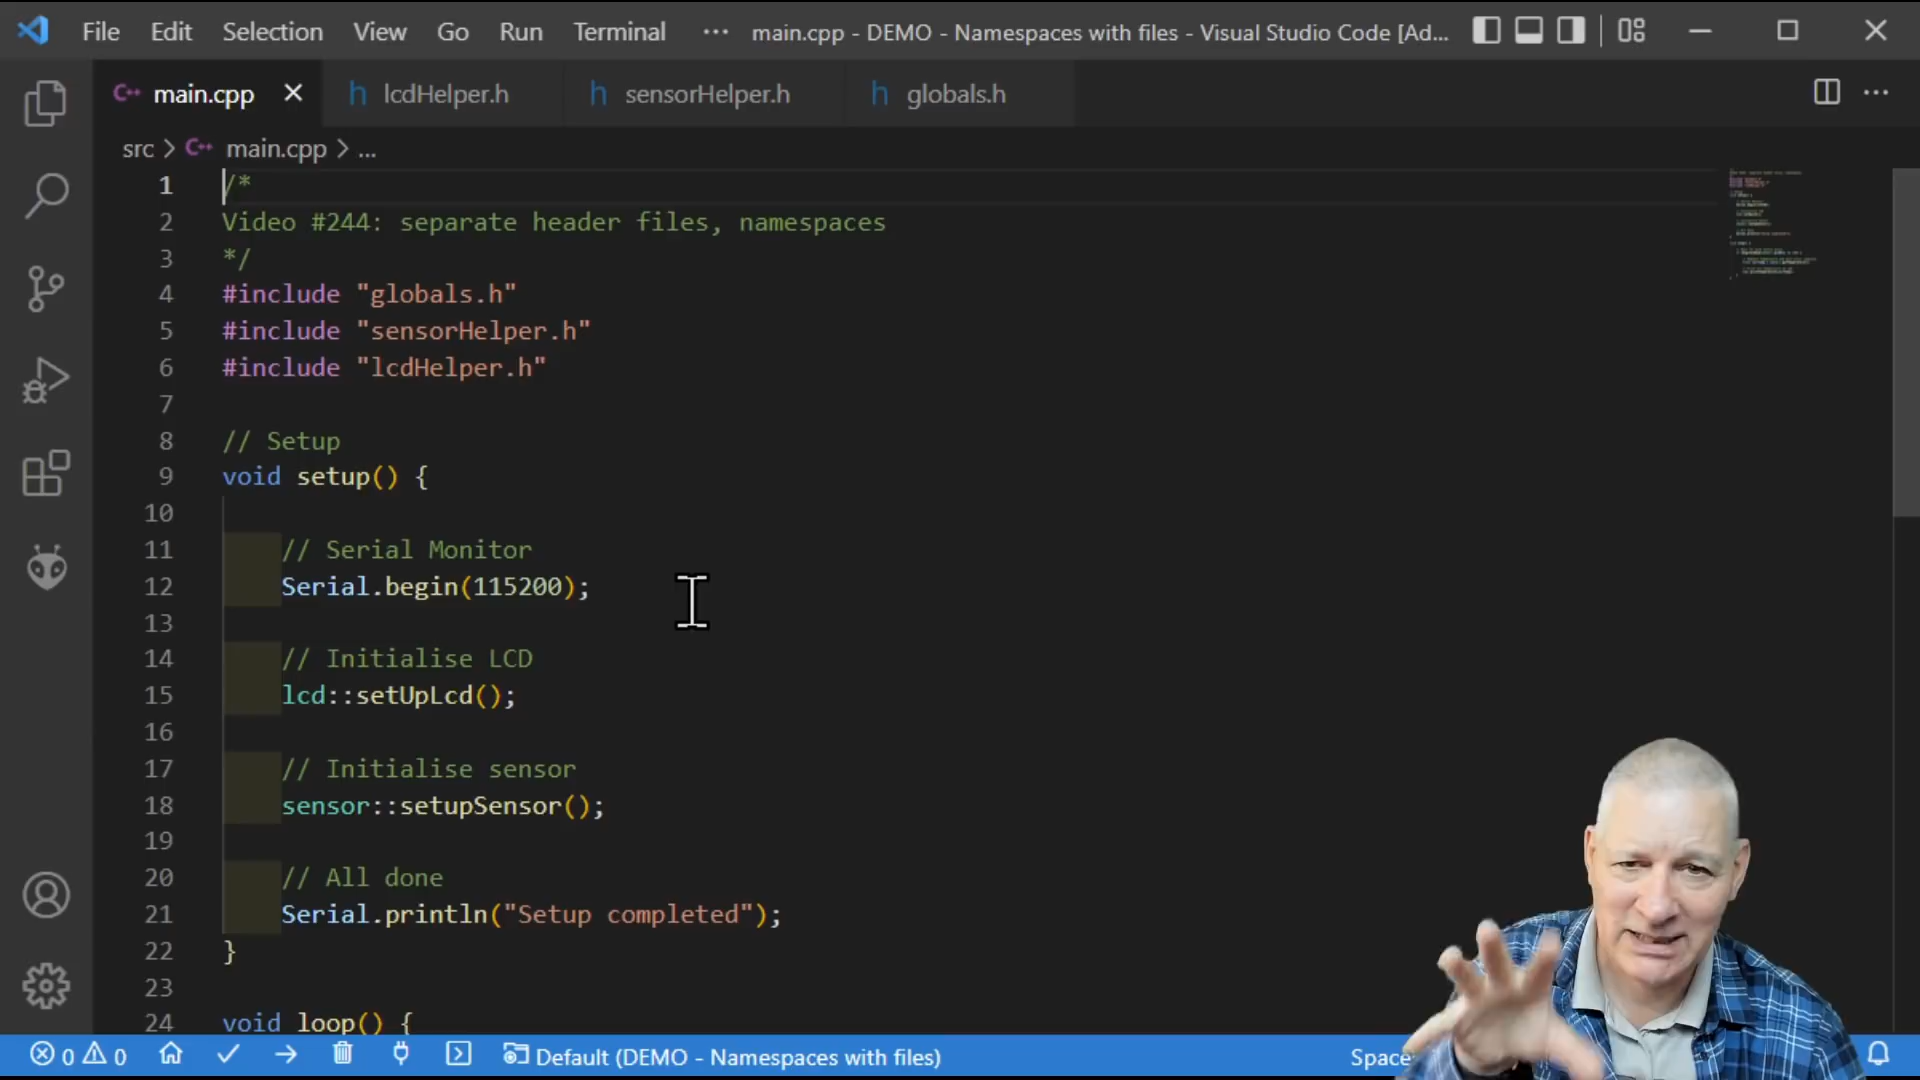 File Edit Selection View Go Run Terminal ··· main.cpp - DEMO - Namespaces with files - Visual Studio Code [Ad...
main.cpp lcdHelper.h sensorHelper.h globals.h
src > main.cpp > ...
1 /*
2 Video #244: separate header files, namespaces
3 */
4 #include "globals.h"
5 #include "sensorHelper.h"
6 #include "lcdHelper.h"
7
8 // Setup
9 void setup() {
10
11 // Serial Monitor
12 Serial.begin(115200);
13
14 // Initialise LCD
15 lcd::setUpLcd();
16
17 // Initialise sensor
18 sensor::setupSensor();
19
20 // All done
21 Serial.println("Setup completed");
22 }
23
24 void loop() {
0 0 Default (DEMO - Namespaces with files)